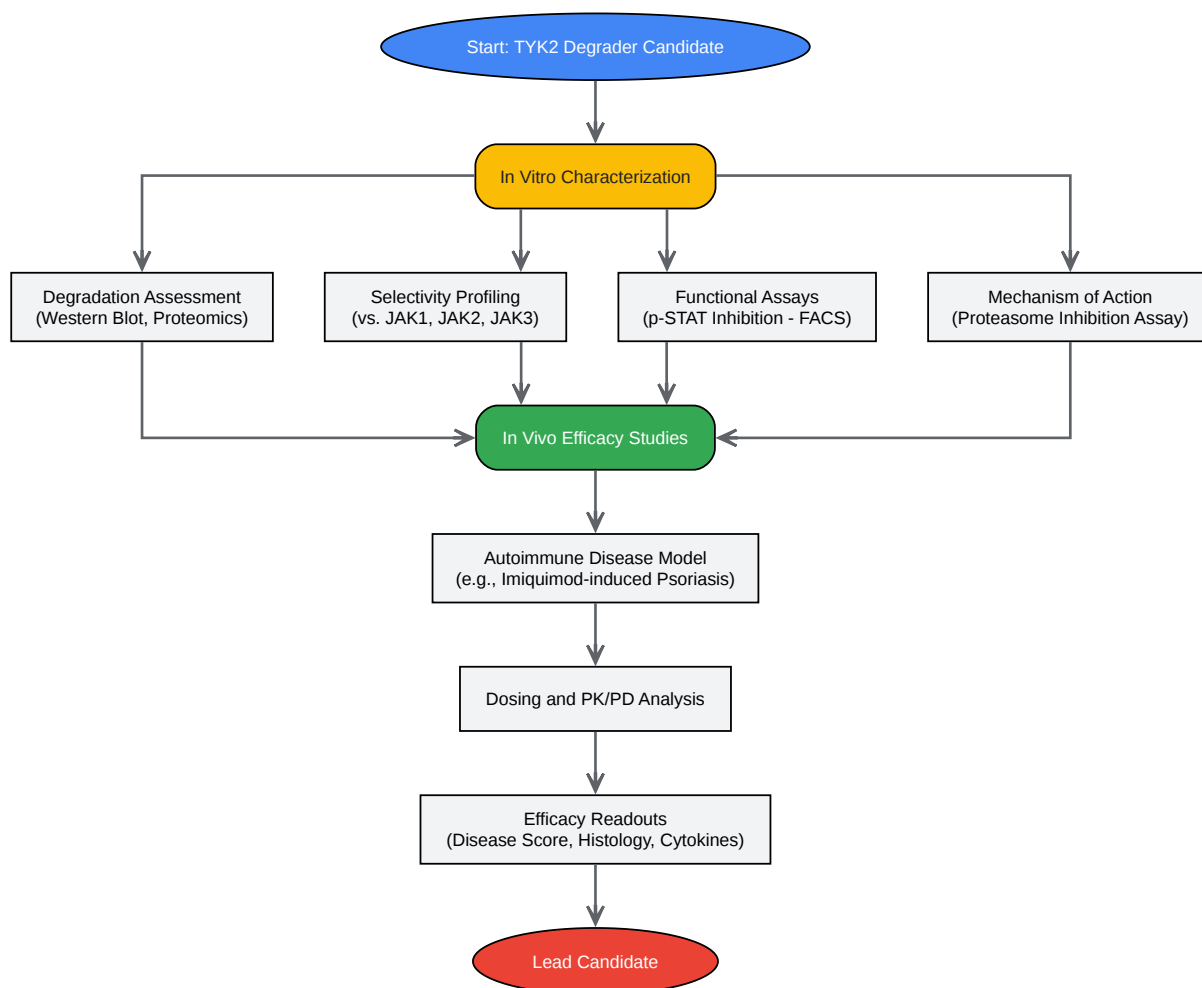 Start: TYK2 Degrader Candidate
In Vitro Characterization
Degradation Assessment
(Western Blot, Proteomics)
Selectivity Profiling
(vs. JAK1, JAK2, JAK3)
Functional Assays
(p-STAT Inhibition - FACS)
Mechanism of Action
(Proteasome Inhibition Assay)
In Vivo Efficacy Studies
Autoimmune Disease Model
(e.g., Imiquimod-induced Psoriasis)
Dosing and PK/PD Analysis
Efficacy Readouts
(Disease Score, Histology, Cytokines)
Lead Candidate